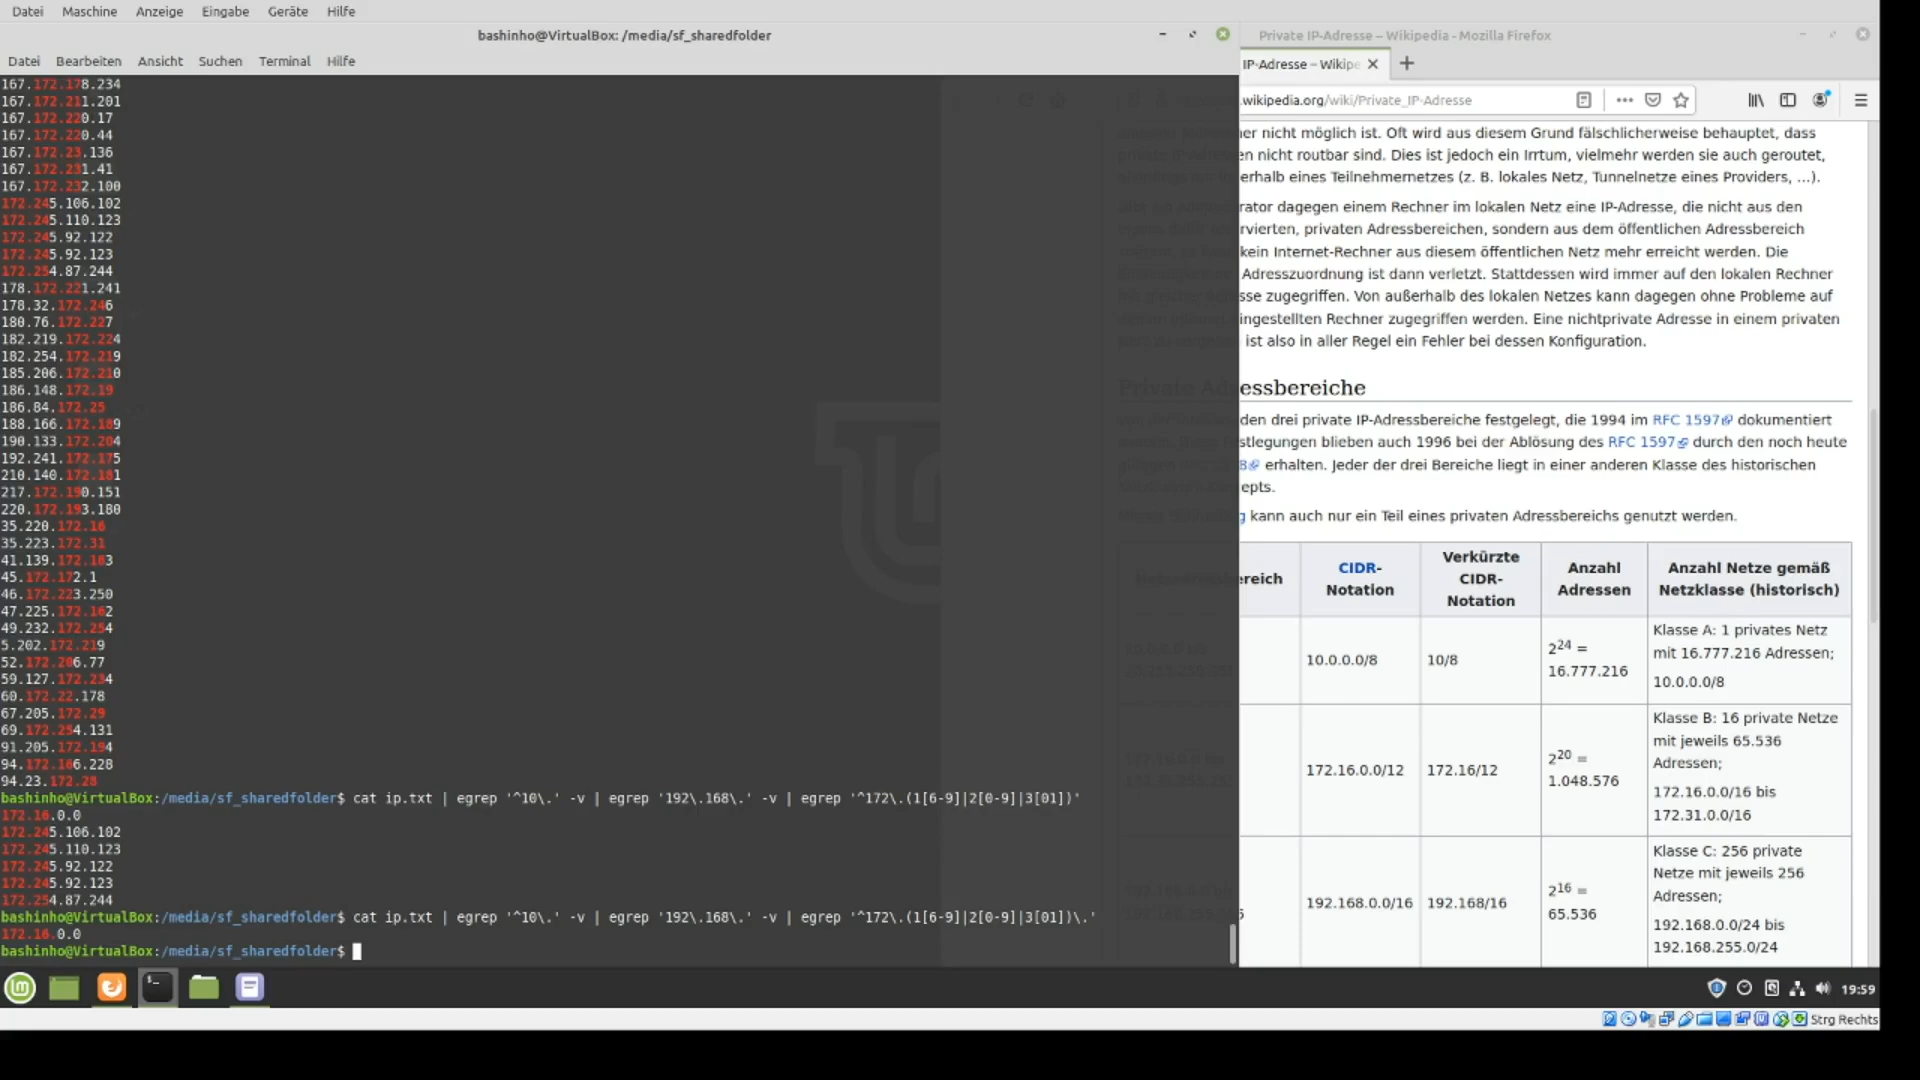 Datei Maschine Anzeige Eingabe Geräte Hilfe
bashinho@VirtualBox: /media/sf_sharedfolder
Datei Bearbeiten Ansicht Suchen Terminal Hilfe
167.172.178.234
167.172.211.201
167.172.220.17
167.172.220.44
167.172.23.136
167.172.231.41
167.172.232.100
172.245.106.102
172.245.110.123
172.245.92.122
172.245.92.123
172.254.87.244
178.172.221.241
178.32.172.246
180.76.172.227
182.219.172.224
182.254.172.219
185.206.172.210
186.148.172.19
186.84.172.25
188.166.172.189
190.133.172.204
192.241.172.175
210.140.172.181
217.172.190.151
220.172.193.180
35.220.172.16
35.223.172.31
41.139.172.183
45.172.172.1
46.172.223.250
47.225.172.162
49.232.172.254
5.202.172.219
52.172.206.77
59.127.172.234
60.172.22.178
67.205.172.29
69.172.254.131
91.205.172.194
94.172.166.228
94.23.172.28
bashinho@VirtualBox:/media/sf_sharedfolder$ cat ip.txt | egrep '^10\.' -v | egrep '192\.168\.' -v | egrep '^172\.(1[6-9]|2[0-9]|3[01])'
172.16.0.0
172.245.106.102
172.245.110.123
172.245.92.122
172.245.92.123
172.254.87.244
bashinho@VirtualBox:/media/sf_sharedfolder$ cat ip.txt | egrep '^10\.' -v | egrep '192\.168\.' -v | egrep '^172\.(1[6-9]|2[0-9]|3[01])\.'
172.16.0.0
bashinho@VirtualBox:/media/sf_sharedfolder$
Private IP-Adresse – Wikipedia - Mozilla Firefox
IP-Adresse – Wikipe
.wikipedia.org/wiki/Private_IP-Adresse
er nicht möglich ist. Oft wird aus diesem Grund fälschlicherweise behauptet, dass
en nicht routbar sind. Dies ist jedoch ein Irrtum, vielmehr werden sie auch geroutet,
erhalb eines Teilnehmernetzes (z. B. lokales Netz, Tunnelnetze eines Providers, ...).
rator dagegen einem Rechner im lokalen Netz eine IP-Adresse, die nicht aus den
rvierten, privaten Adressbereichen, sondern aus dem öffentlichen Adressbereich
kein Internet-Rechner aus diesem öffentlichen Netz mehr erreicht werden. Die
Adresszuordnung ist dann verletzt. Stattdessen wird immer auf den lokalen Rechner
sse zugegriffen. Von außerhalb des lokalen Netzes kann dagegen ohne Probleme auf
ingestellten Rechner zugegriffen werden. Eine nichtprivate Adresse in einem privaten
ist also in aller Regel ein Fehler bei dessen Konfiguration.
Private Adressbereiche
den drei private IP-Adressbereiche festgelegt, die 1994 im RFC 1597 dokumentiert
stlegungen blieben auch 1996 bei der Ablösung des RFC 1597 durch den noch heute
8 erhalten. Jeder der drei Bereiche liegt in einer anderen Klasse des historischen
epts.
g kann auch nur ein Teil eines privaten Adressbereichs genutzt werden.
ereich
CIDR-
Notation
Verkürzte
CIDR-
Notation
Anzahl
Adressen
Anzahl Netze gemäß
Netzklasse (historisch)
10.0.0.0/8
10/8
2²⁴ =
16.777.216
Klasse A: 1 privates Netz
mit 16.777.216 Adressen;
10.0.0.0/8
172.16.0.0/12
172.16/12
2²⁰ =
1.048.576
Klasse B: 16 private Netze
mit jeweils 65.536
Adressen;
172.16.0.0/16 bis
172.31.0.0/16
192.168.0.0/16
192.168/16
2¹⁶ =
65.536
Klasse C: 256 private
Netze mit jeweils 256
Adressen;
192.168.0.0/24 bis
192.168.255.0/24
19:59
Strg Rechts